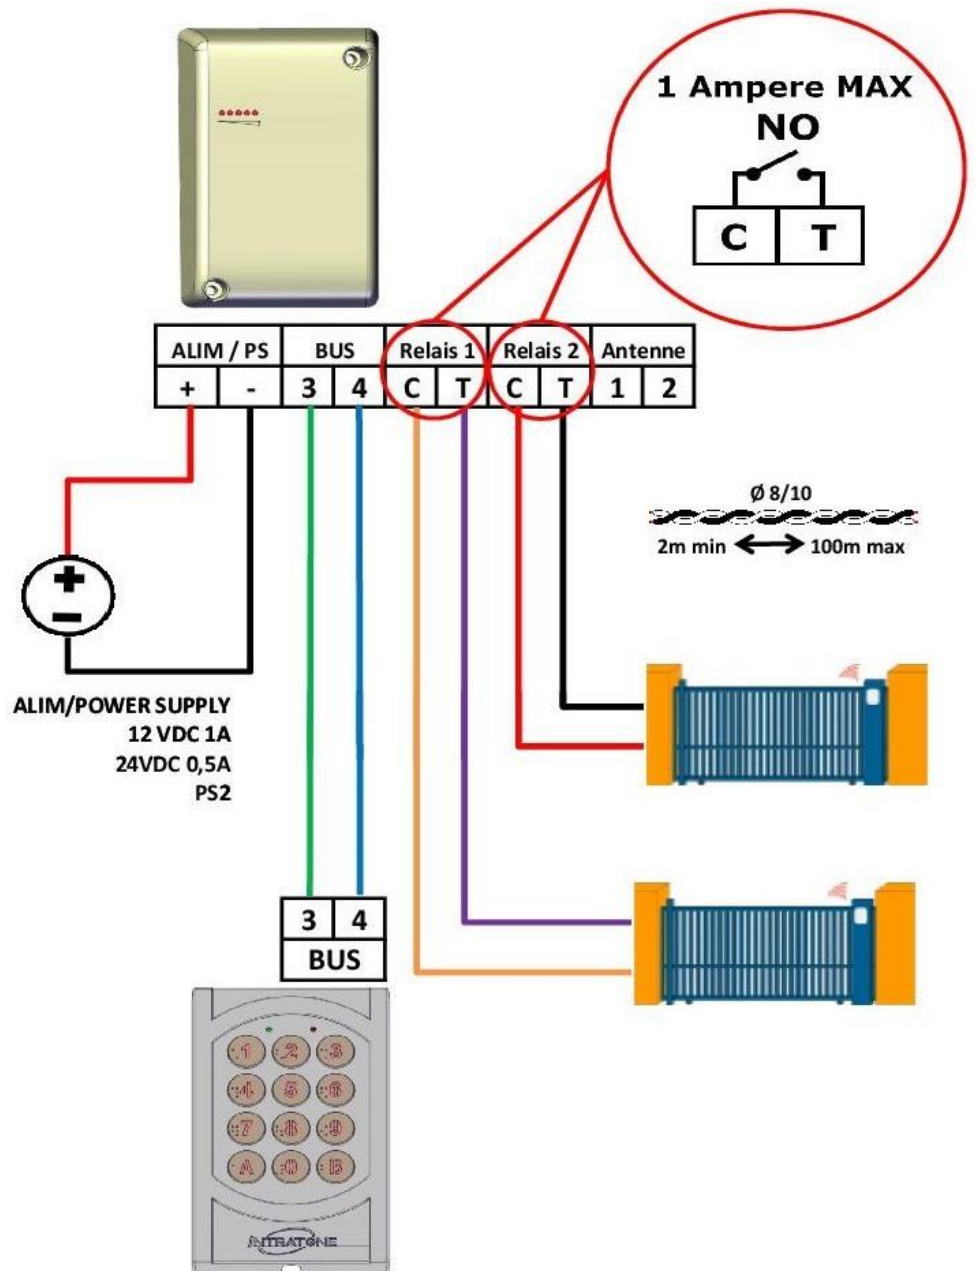 1 Ampere MAX
NO
C T
ALIM / PS BUS Relais 1 Relais 2 Antenne
+ - 3 4 C T C T 1 2
Ø 8/10
2m min 100m max
+
-
ALIM/POWER SUPPLY
12 VDC 1A
24VDC 0,5A
PS2
3 4
BUS
1 2 3
4 5 6
7 8 9
A 0 B
INTRATONE